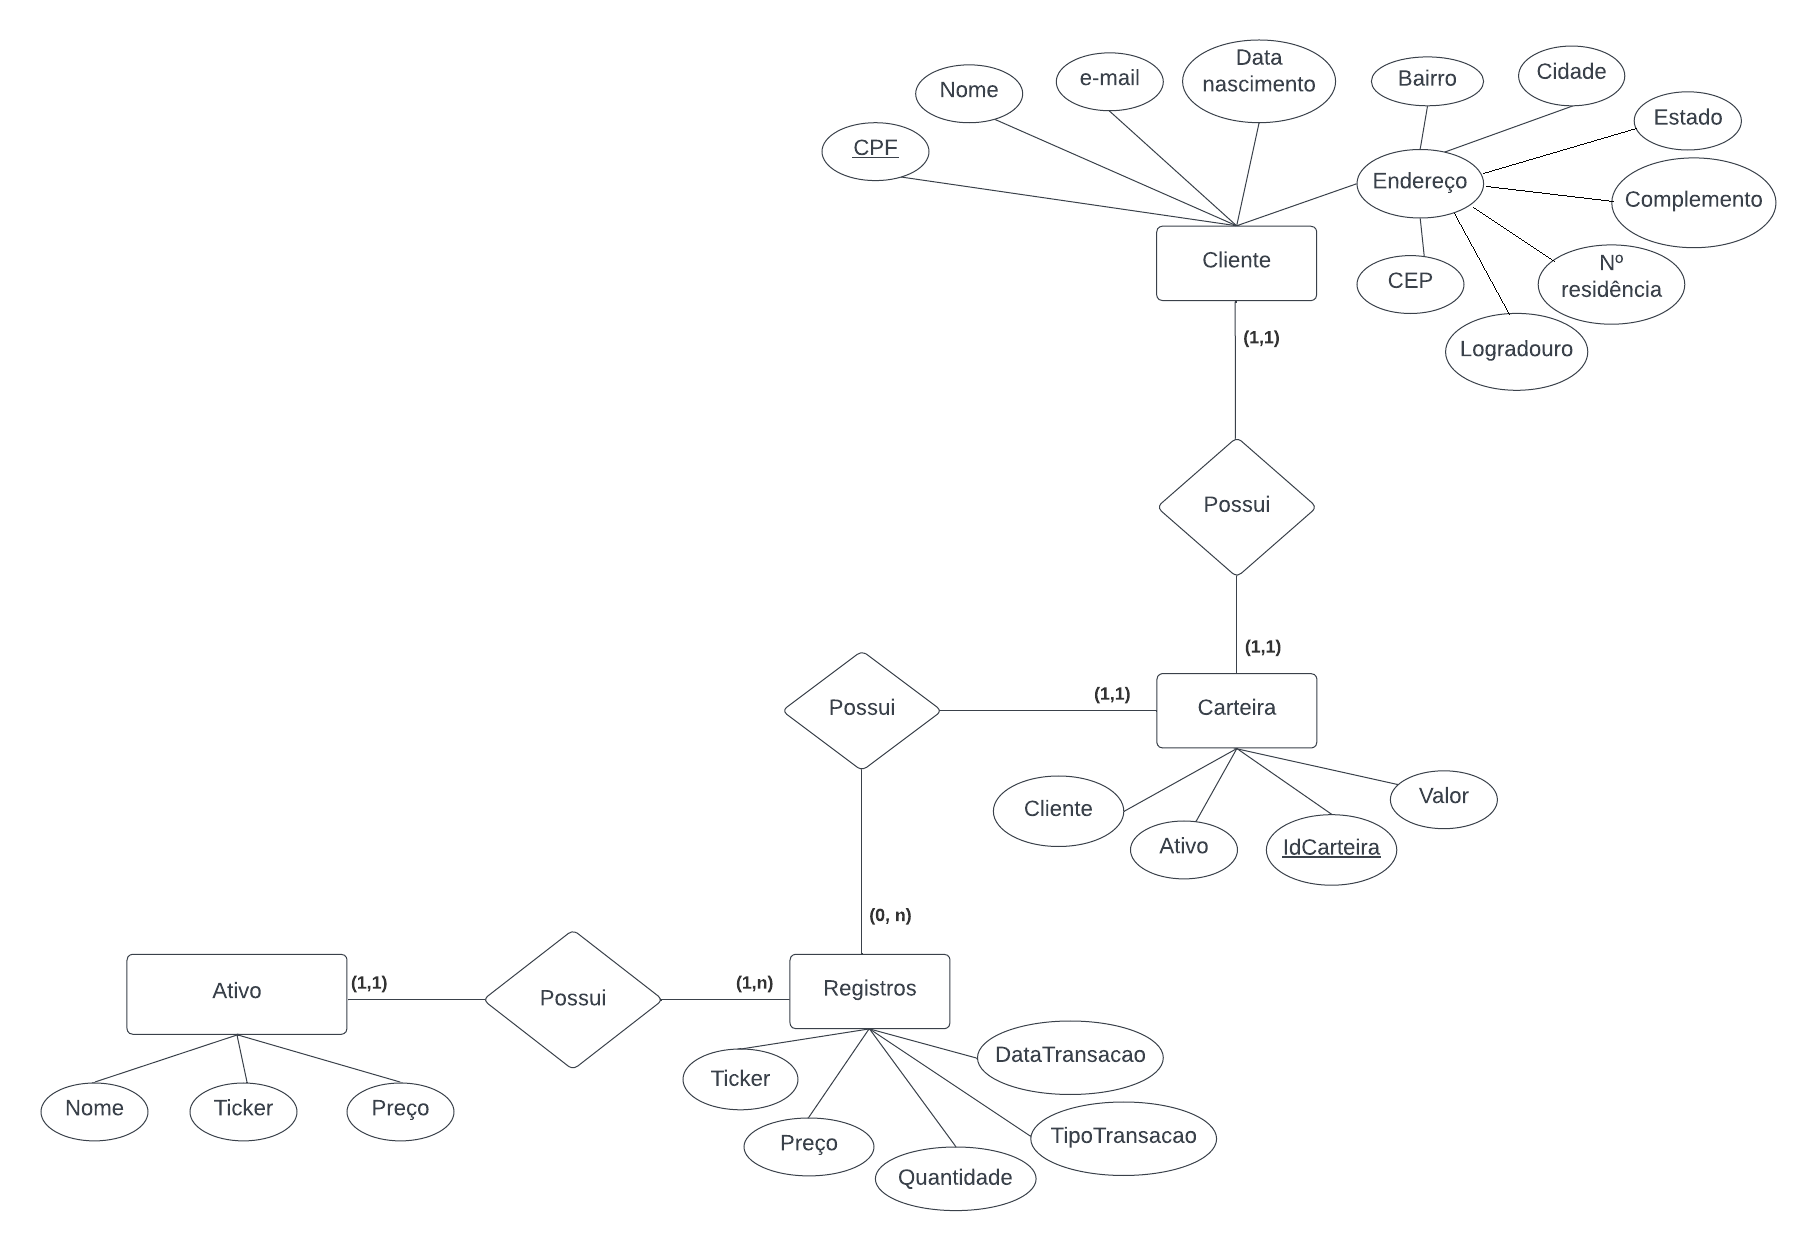 Data
nascimento
Cidade
e-mail
Bairro
Nome
Estado
CPF
Endereço
Complemento
Cliente
Nº
residência
CEP
(1,1)
Logradouro
Possui
(1,1)
(1,1)
Possui
Carteira
Valor
Cliente
Ativo
IdCarteira
(0, n)
Ativo
(1,1)
Possui
(1,n)
Registros
DataTransacao
Ticker
Nome
Ticker
Preço
TipoTransacao
Preço
Quantidade